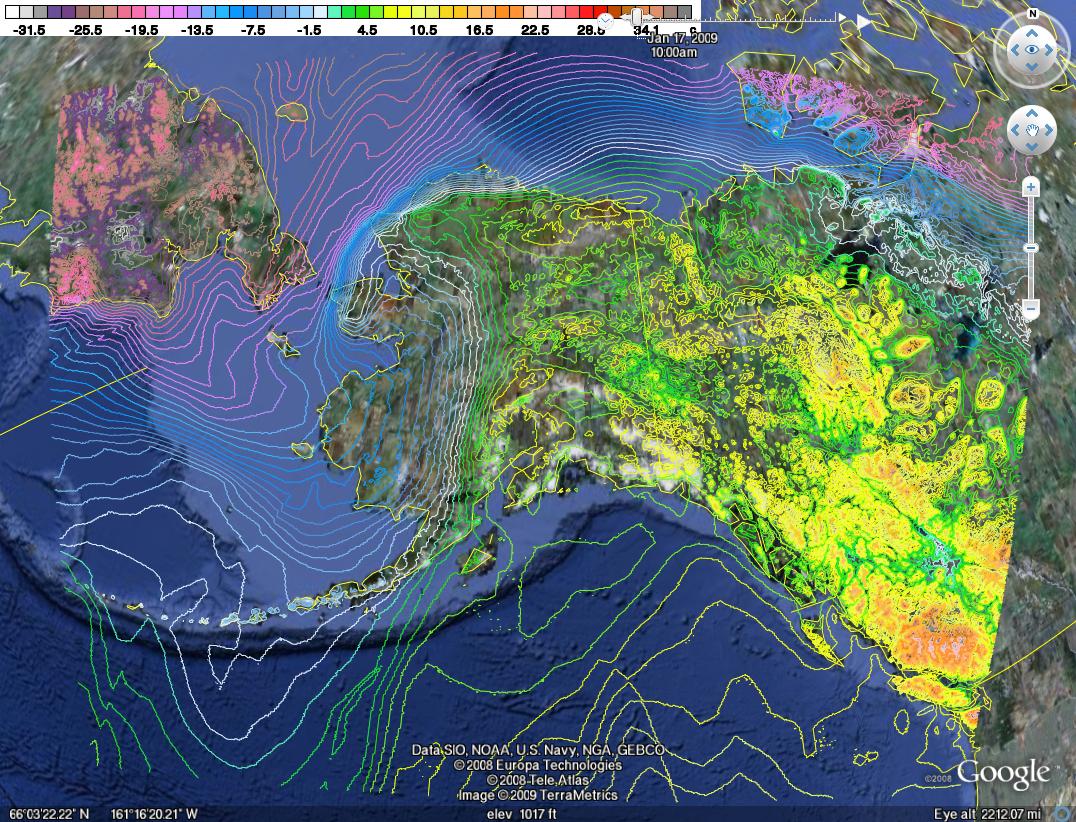 -31.5 -25.5 -19.5 -13.5 -7.5 -1.5 4.5 10.5 16.5 22.5 28.5 34.1
Jan 17, 2009
10:00am
N
Data SIO, NOAA, U.S. Navy, NGA, GEBCO
©2008 Europa Technologies
©2008 Tele Atlas
Image ©2009 TerraMetrics
©2008 Google™
66°03'22.22" N 161°16'20.21" W elev 1017 ft Eye alt 2212.07 mi